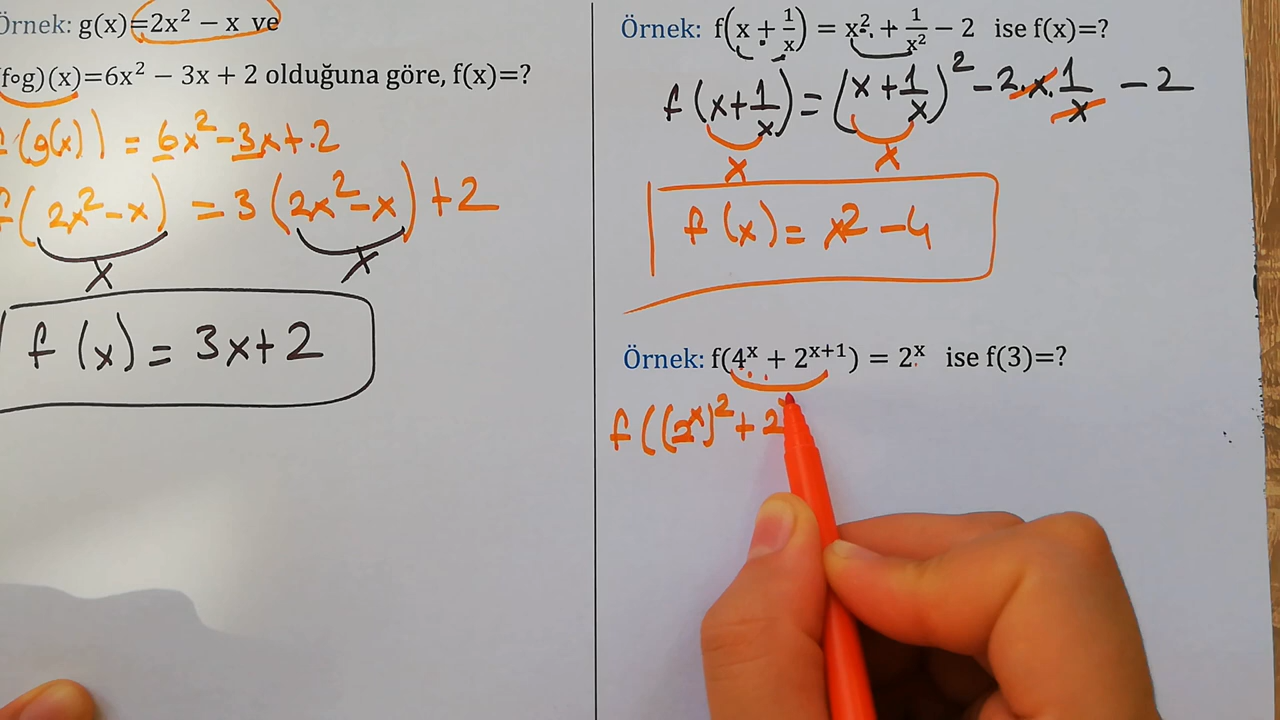 Örnek: g(x)=2x² − x ve
(f∘g)(x)=6x² − 3x + 2 olduğuna göre, f(x)=?
f(g(x)) = 6x²-3x+2
f(2x²-x) = 3(2x²-x)+2
x x
f(x) = 3x+2
Örnek: f(x + 1/x) = x² + 1/x² − 2 ise f(x)=?
f(x+1/x) = (x+1/x)² - 2.x.1/x - 2
x x
f(x) = x²-4
Örnek: f(4ˣ + 2ˣ⁺¹) = 2ˣ ise f(3)=?
f((2ˣ)² + 2